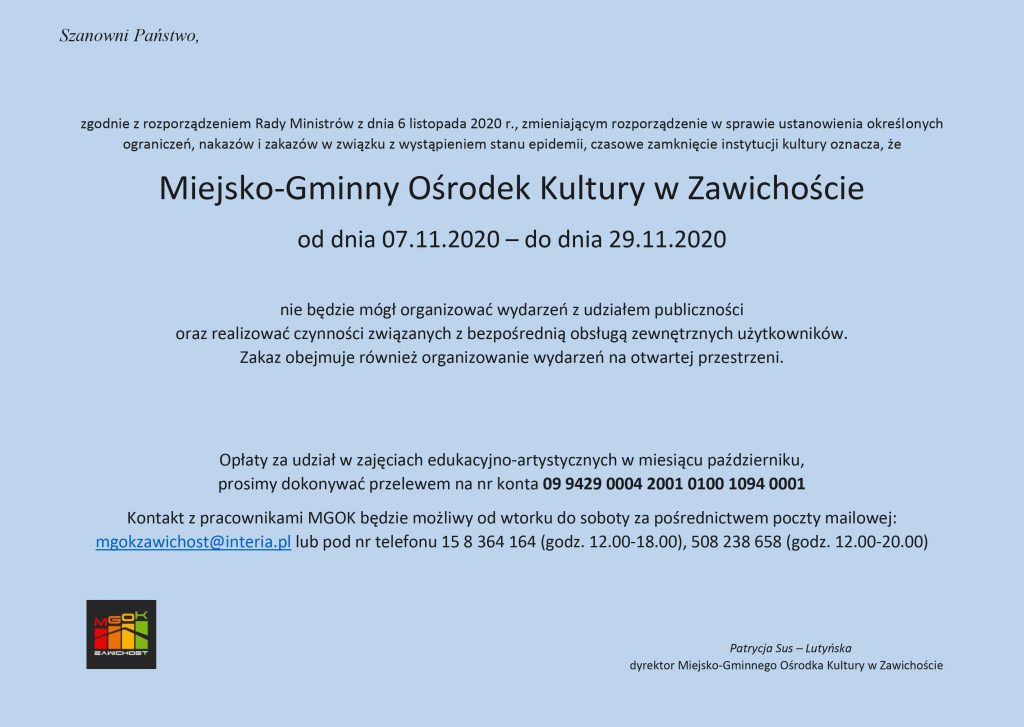 Szanowni Państwo,
zgodnie z rozporządzeniem Rady Ministrów z dnia 6 listopada 2020 r., zmieniającym rozporządzenie w sprawie ustanowienia określonych
ograniczeń, nakazów i zakazów w związku z wystąpieniem stanu epidemii, czasowe zamknięcie instytucji kultury oznacza, że
Miejsko-Gminny Ośrodek Kultury w Zawichoście
od dnia 07.11.2020 – do dnia 29.11.2020
nie będzie mógł organizować wydarzeń z udziałem publiczności
oraz realizować czynności związanych z bezpośrednią obsługą zewnętrznych użytkowników.
Zakaz obejmuje również organizowanie wydarzeń na otwartej przestrzeni.
Opłaty za udział w zajęciach edukacyjno-artystycznych w miesiącu październiku,
prosimy dokonywać przelewem na nr konta 09 9429 0004 2001 0100 1094 0001
Kontakt z pracownikami MGOK będzie możliwy od wtorku do soboty za pośrednictwem poczty mailowej:
mgokzawichost@interia.pl lub pod nr telefonu 15 8 364 164 (godz. 12.00-18.00), 508 238 658 (godz. 12.00-20.00)
MGOK
ZAWICHOST
Patrycja Sus – Lutyńska
dyrektor Miejsko-Gminnego Ośrodka Kultury w Zawichoście